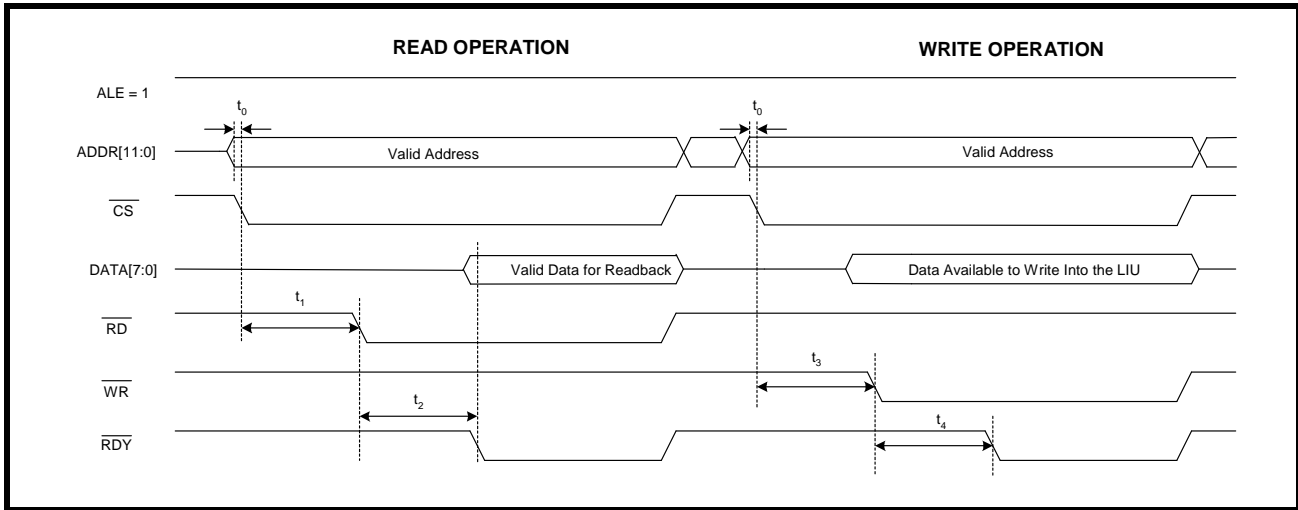 READ OPERATION WRITE OPERATION
ALE = 1
t0 t0
ADDR[11:0] Valid Address Valid Address
CS
DATA[7:0] Valid Data for Readback Data Available to Write Into the LIU
t1
RD
t3
WR
t2 t4
RDY